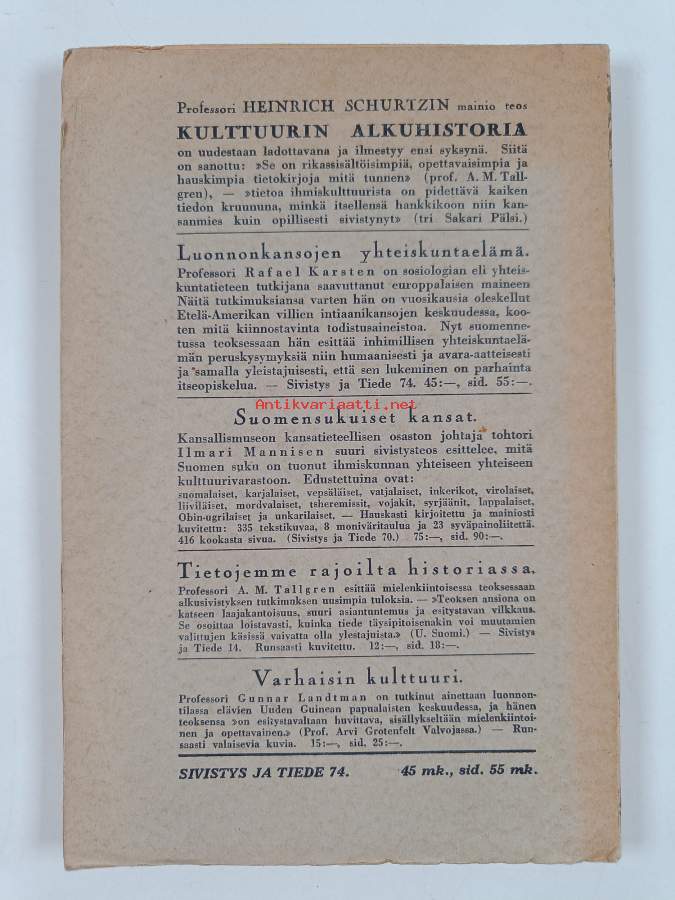 Professori HEINRICH SCHURTZIN mainio teos
KULTTUURIN ALKUHISTORIA
on uudestaan ladottavana ja ilmestyy ensi syksynä. Siitä
on sanottu: »Se on rikassisältöisimpiä, opettavaisimpia ja
hauskimpia tietokirjoja mitä tunnen» (prof. A. M. Tall-
gren), — »tietoa ihmiskulttuurista on pidettävä kaiken
tiedon kruununa, minkä itsellensä hankkikoon niin kan-
sanmies kuin opillisesti sivistynyt» (tri Sakari Pälsi.)
Luonnonkansojen yhteiskuntaelämä.
Professori Rafael Karsten on sosiologian eli yhteis-
kuntatieteen tutkijana saavuttanut europpalaisen maineen
Näitä tutkimuksiansa varten hän on vuosikausia oleskellut
Etelä-Amerikan villien intiaanikansojen keskuudessa, koo-
ten mitä kiinnostavinta todistusaineistoa. Nyt suomenne-
tussa teoksessaan hän esittää inhimillisen yhteiskuntaelä-
män peruskysymyksiä niin humaanisesti ja avara-aatteisesti
ja samalla yleistajuisesti, että sen lukeminen on parhainta
itseopiskelua. — Sivistys ja Tiede 74. 45:—, sid. 55:—.
Antikvariaatti.net
Suomensukuiset kansat.
Kansallismuseon kansatieteellisen osaston johtaja tohtori
Ilmari Mannisen suuri sivistysteos esittelee, mitä
Suomen suku on tuonut ihmiskunnan yhteiseen yhteiseen
kulttuurivarastoon. Edustettuina ovat:
suomalaiset, karjalaiset, vepsäläiset, vatjalaiset, inkerikot, virolaiset,
liiviläiset, mordvalaiset, tsheremissit, votjakit, syrjäänit, lappalaiset,
Obin-ugrilaiset ja unkarilaiset. — Hauskasti kirjoitettu ja mainiosti
kuvitettu: 335 tekstikuvaa, 8 moniväritaulua ja 23 syväpainoliitettä.
416 kookasta sivua. (Sivistys ja Tiede 70.) 75:—, sid. 90:—.
Tietojemme rajoilta historiassa.
Professori A. M. Tallgren esittää mielenkiintoisessa teoksessaan
alkusivistyksen tutkimuksen uusimpia tuloksia. — »Teoksen ansiona on
katseen laajakantoisuus, suuri asiantuntemus ja esitystavan vilkkaus.
Se osoittaa loistavasti, kuinka tiede täysipitoisenakin voi muutamien
valittujen käsissä vaivatta olla ylestajuista.» (U. Suomi.) — Sivistys
ja Tiede 14. Runsaasti kuvitettu. 12:—, sid. 18:—.
Varhaisin kulttuuri.
Professori Gunnar Landtman on tutkinut ainettaan luonnon-
tilassa elävien Uuden Guinean papualaisten keskuudessa, ja hänen
teoksensa »on esitystavaltaan huvittava, sisällykseltään mielenkiintoi-
nen ja opettavainen.» (Prof. Arvi Grotenfelt Valvojassa.) — Run-
saasti valaisevia kuvia. 15:—, sid. 25:—.
SIVISTYS JA TIEDE 74. 45 mk., sid. 55 mk.